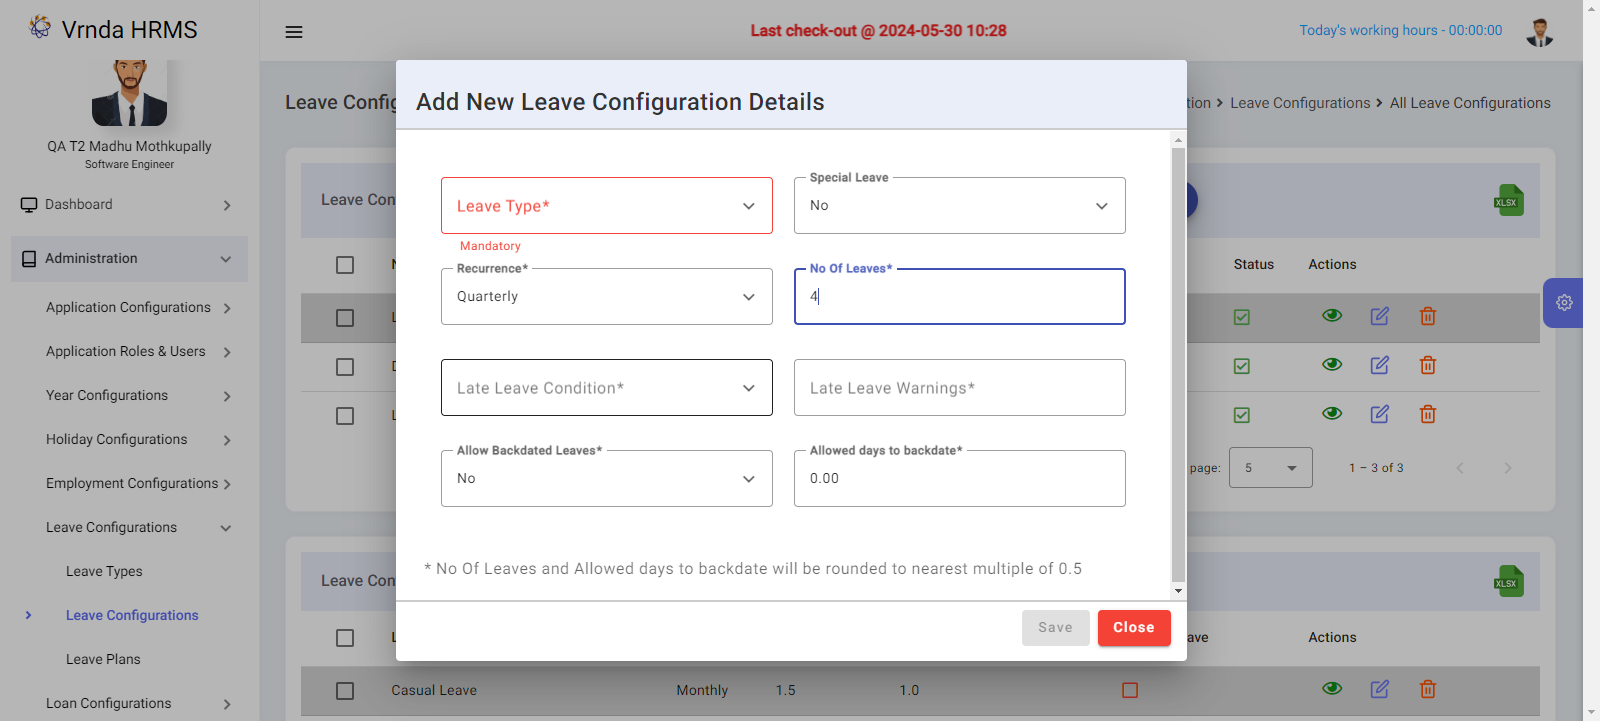 Vrnda HRMS
Last check-out @ 2024-05-30 10:28
Today's working hours - 00:00:00
QA T2 Madhu Mothkupally
Software Engineer
Dashboard
Administration
Application Configurations
Application Roles & Users
Year Configurations
Holiday Configurations
Employment Configurations
Leave Configurations
Leave Types
Leave Configurations
Leave Plans
Loan Configurations
Leave Config
Leave Configurations > All Leave Configurations
Leave Con
XLSX
Status Actions
page: 5 1 – 3 of 3
Add New Leave Configuration Details
Leave Type*
Mandatory
Special Leave
No
Recurrence*
Quarterly
No Of Leaves*
4
Late Leave Condition*
Late Leave Warnings*
Allow Backdated Leaves*
No
Allowed days to backdate*
0.00
* No Of Leaves and Allowed days to backdate will be rounded to nearest multiple of 0.5
Save
Close
Leave Con
XLSX
Actions
Casual Leave Monthly 1.5 1.0